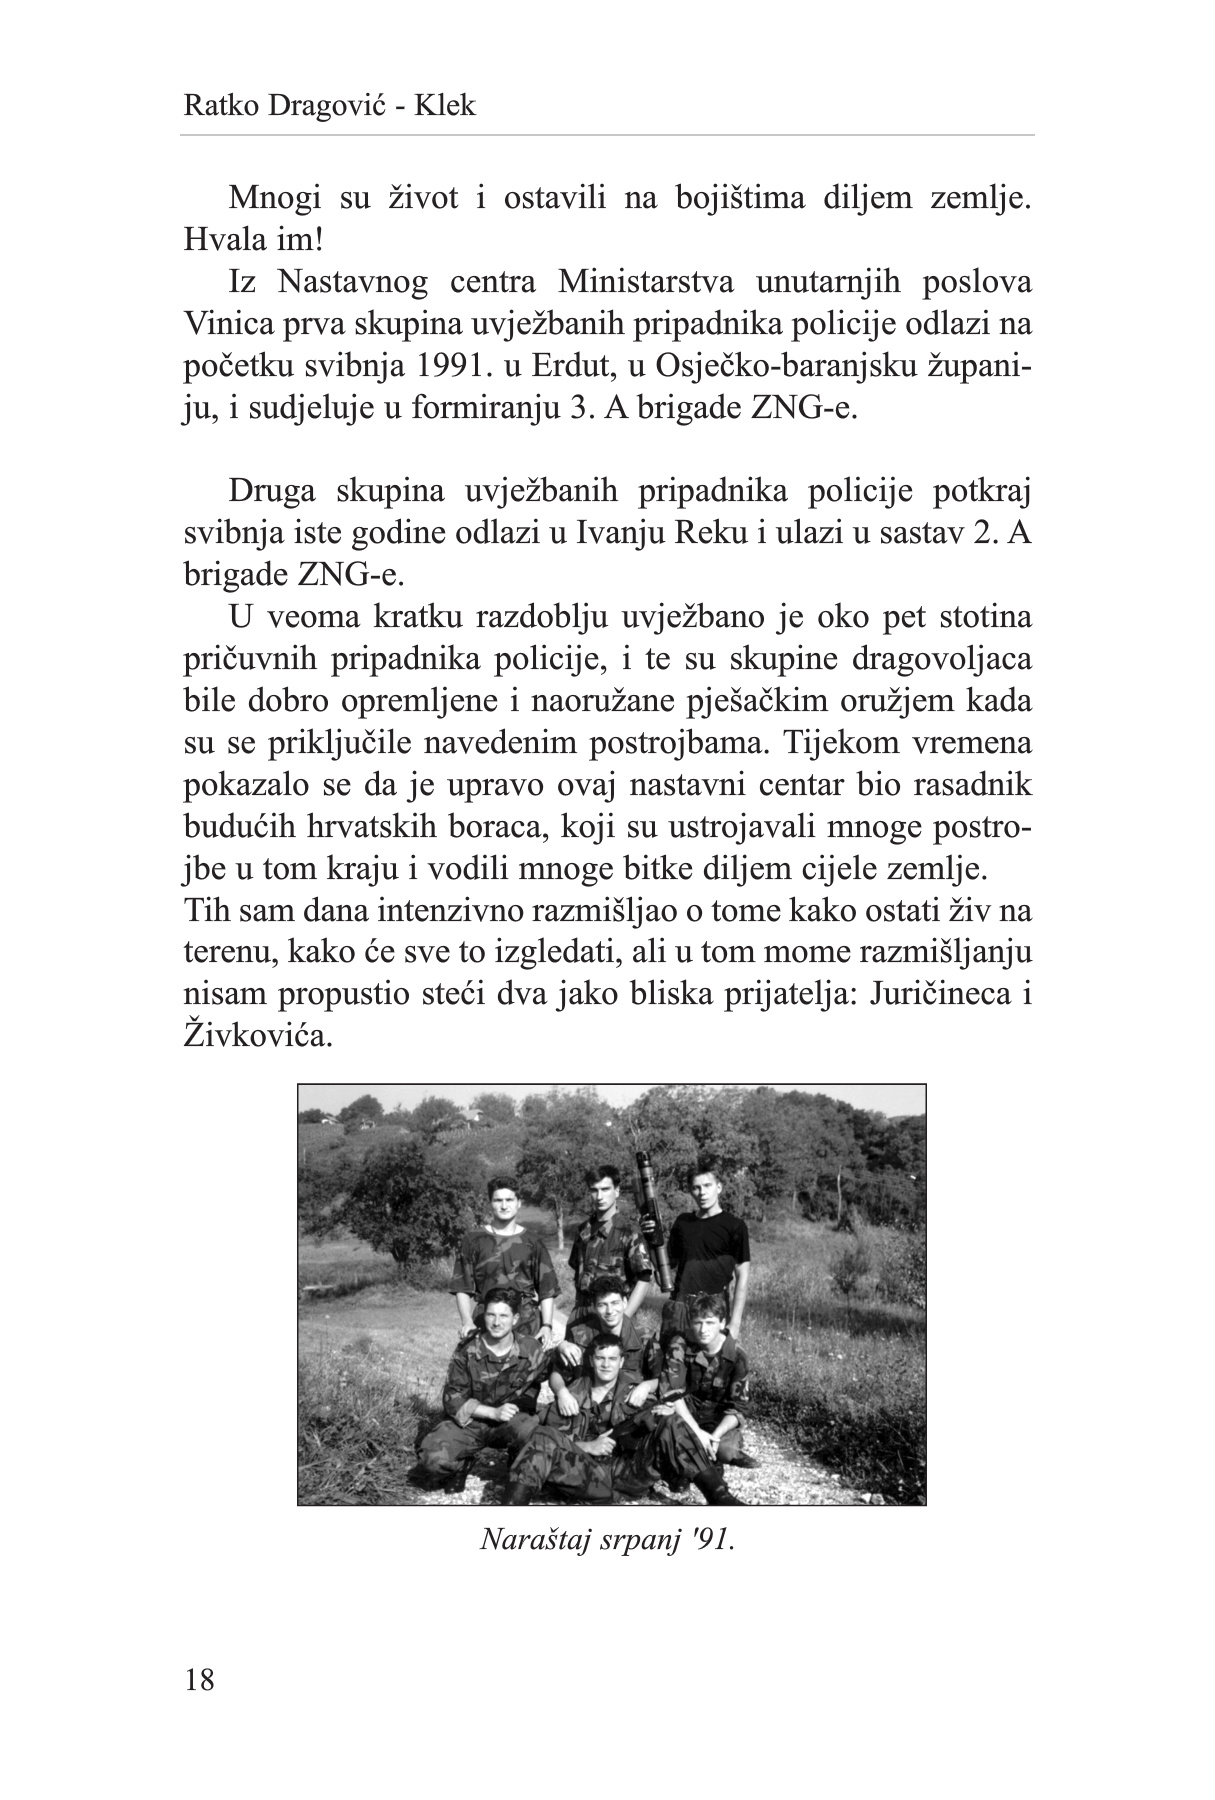 Ratko Dragović - Klek
Mnogi su život i ostavili na bojištima diljem zemlje.
Hvala im!
Iz Nastavnog centra Ministarstva unutarnjih poslova
Vinica prva skupina uvježbanih pripadnika policije odlazi na
početku svibnja 1991. u Erdut, u Osječko-baranjsku župani-
ju, i sudjeluje u formiranju 3. A brigade ZNG-e.
Druga skupina uvježbanih pripadnika policije potkraj
svibnja iste godine odlazi u Ivanju Reku i ulazi u sastav 2. A
brigade ZNG-e.
U veoma kratku razdoblju uvježbano je oko pet stotina
pričuvnih pripadnika policije, i te su skupine dragovoljaca
bile dobro opremljene i naoružane pješačkim oružjem kada
su se priključile navedenim postrojbama. Tijekom vremena
pokazalo se da je upravo ovaj nastavni centar bio rasadnik
budućih hrvatskih boraca, koji su ustrojavali mnoge postro-
jbe u tom kraju i vodili mnoge bitke diljem cijele zemlje.
Tih sam dana intenzivno razmišljao o tome kako ostati živ na
terenu, kako će sve to izgledati, ali u tom mome razmišljanju
nisam propustio steći dva jako bliska prijatelja: Juričineca i
Živkovića.
Naraštaj srpanj '91.
18